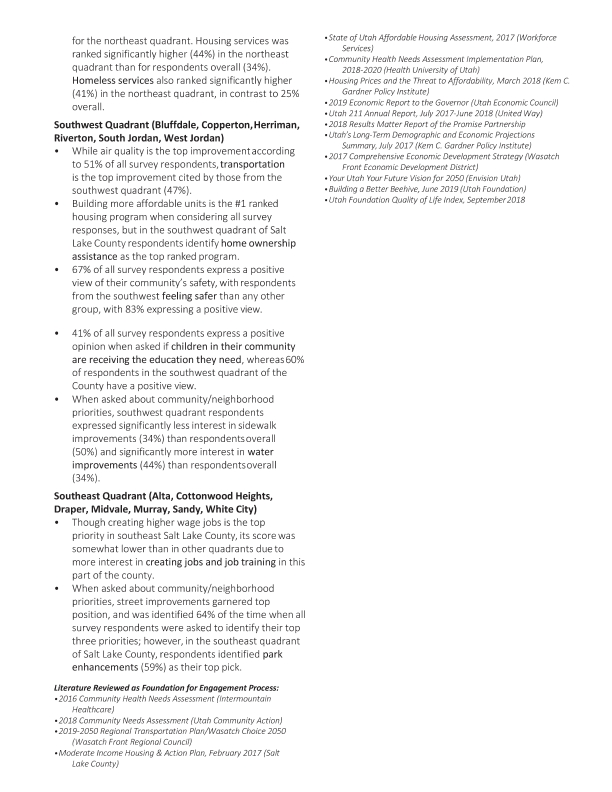 for the northeast quadrant. Housing services was
ranked significantly higher (44%) in the northeast
quadrant than for respondents overall (34%).
Homeless services also ranked significantly higher
(41%) in the northeast quadrant, in contrast to 25%
overall.
Southwest Quadrant (Bluffdale, Copperton, Herriman,
Riverton, South Jordan, West Jordan)
• While air quality is the top improvement according
to 51% of all survey respondents, transportation
is the top improvement cited by those from the
southwest quadrant (47%).
• Building more affordable units is the #1 ranked
housing program when considering all survey
responses, but in the southwest quadrant of Salt
Lake County respondents identify home ownership
assistance as the top ranked program.
• 67% of all survey respondents express a positive
view of their community's safety, with respondents
from the southwest feeling safer than any other
group, with 83% expressing a positive view.
• 41% of all survey respondents express a positive
opinion when asked if children in their community
are receiving the education they need, whereas 60%
of respondents in the southwest quadrant of the
County have a positive view.
• When asked about community/neighborhood
priorities, southwest quadrant respondents
expressed significantly less interest in sidewalk
improvements (34%) than respondents overall
(50%) and significantly more interest in water
improvements (44%) than respondents overall
(34%).
Southeast Quadrant (Alta, Cottonwood Heights,
Draper, Midvale, Murray, Sandy, White City)
• Though creating higher wage jobs is the top
priority in southeast Salt Lake County, its score was
somewhat lower than in other quadrants due to
more interest in creating jobs and job training in this
part of the county.
• When asked about community/neighborhood
priorities, street improvements garnered top
position, and was identified 64% of the time when all
survey respondents were asked to identify their top
three priorities; however, in the southeast quadrant
of Salt Lake County, respondents identified park
enhancements (59%) as their top pick.
Literature Reviewed as Foundation for Engagement Process:
• 2016 Community Health Needs Assessment (Intermountain
Healthcare)
• 2018 Community Needs Assessment (Utah Community Action)
• 2019-2050 Regional Transportation Plan/Wasatch Choice 2050
(Wasatch Front Regional Council)
• Moderate Income Housing & Action Plan, February 2017 (Salt
Lake County)
• State of Utah Affordable Housing Assessment, 2017 (Workforce
Services)
• Community Health Needs Assessment Implementation Plan,
2018-2020 (Health University of Utah)
• Housing Prices and the Threat to Affordability, March 2018 (Kem C.
Gardner Policy Institute)
• 2019 Economic Report to the Governor (Utah Economic Council)
• Utah 211 Annual Report, July 2017-June 2018 (United Way)
• 2018 Results Matter Report of the Promise Partnership
• Utah's Long-Term Demographic and Economic Projections
Summary, July 2017 (Kem C. Gardner Policy Institute)
• 2017 Comprehensive Economic Development Strategy (Wasatch
Front Economic Development District)
• Your Utah Your Future Vision for 2050 (Envision Utah)
• Building a Better Beehive, June 2019 (Utah Foundation)
• Utah Foundation Quality of Life Index, September 2018